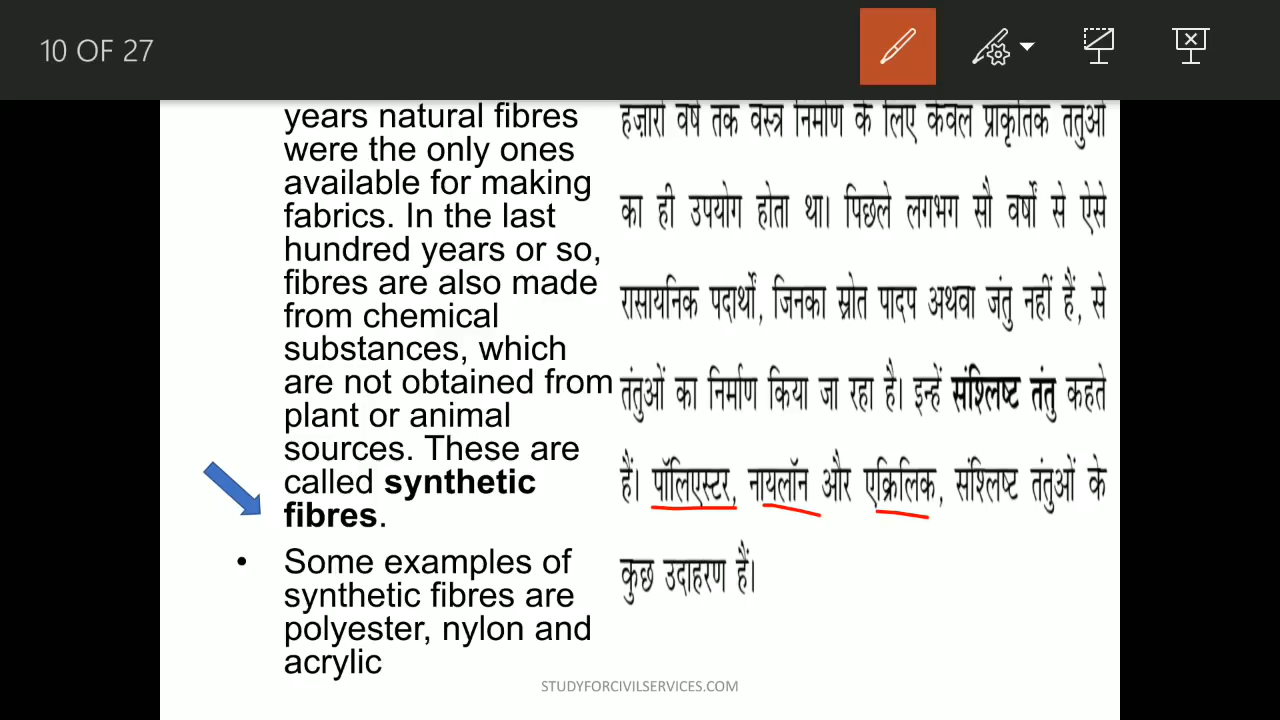 10 OF 27
years natural fibres
were the only ones
available for making
fabrics. In the last
hundred years or so,
fibres are also made
from chemical
substances, which
are not obtained from
plant or animal
sources. These are
called synthetic
fibres.
• Some examples of
synthetic fibres are
polyester, nylon and
acrylic
हज़ारों वर्ष तक वस्त्र निर्माण के लिए केवल प्राकृतिक तंतुओं
का ही उपयोग होता था। पिछले लगभग सौ वर्षों से ऐसे
रासायनिक पदार्थों, जिनका स्रोत पादप अथवा जंतु नहीं हैं, से
तंतुओं का निर्माण किया जा रहा है। इन्हें संश्लिष्ट तंतु कहते
हैं। पॉलिएस्टर, नायलॉन और एक्रिलिक, संश्लिष्ट तंतुओं के
कुछ उदाहरण हैं।
STUDYFORCIVILSERVICES.COM